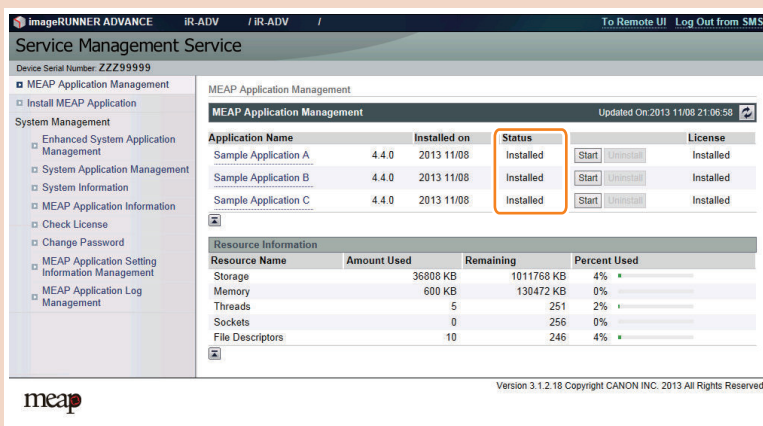 imageRUNNER ADVANCE iR-ADV / iR-ADV / To Remote UI Log Out from SMS
Service Management Service
Device Serial Number: ZZZ99999
MEAP Application Management
Install MEAP Application
System Management
Enhanced System Application
Management
System Application Management
System Information
MEAP Application Information
Check License
Change Password
MEAP Application Setting
Information Management
MEAP Application Log
Management
MEAP Application Management
MEAP Application Management Updated On:2013 11/08 21:06:58
Application Name Installed on Status License
Sample Application A 4.4.0 2013 11/08 Installed Start Uninstall Installed
Sample Application B 4.4.0 2013 11/08 Installed Start Uninstall Installed
Sample Application C 4.4.0 2013 11/08 Installed Start Uninstall Installed
Resource Information
Resource Name Amount Used Remaining Percent Used
Storage 36808 KB 1011768 KB 4%
Memory 600 KB 130472 KB 0%
Threads 5 251 2%
Sockets 0 256 0%
File Descriptors 10 246 4%
Version 3.1.2.18 Copyright CANON INC. 2013 All Rights Reserved
meap